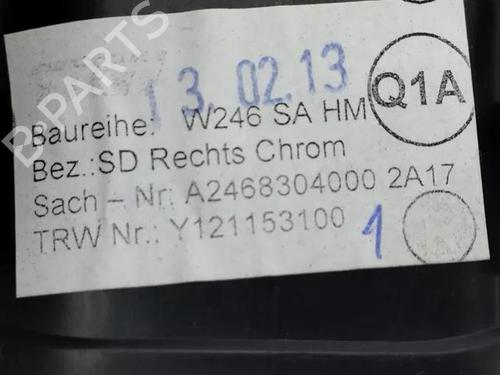 13.02.13
Q1A
Baureihe: W246 SA HM
Bez.:SD Rechts Chrom
Sach – Nr: A2468304000 2A17
TRW Nr.: Y121153100
1
B-PARTS